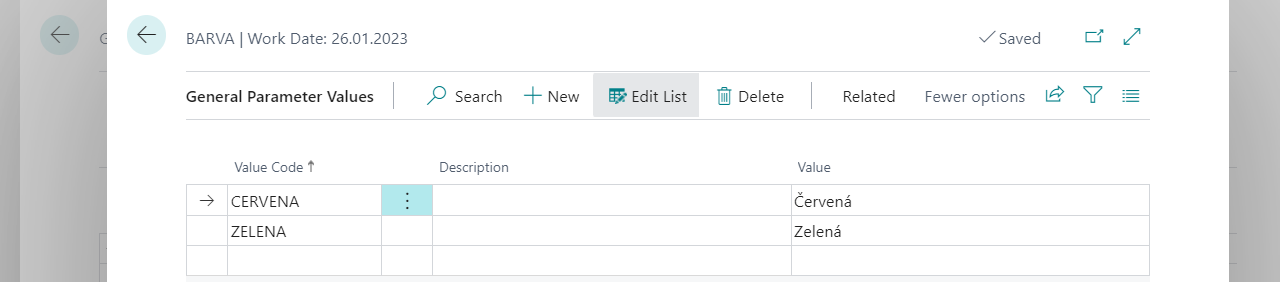 BARVA | Work Date: 26.01.2023
Saved
General Parameter Values
Search
New
Edit List
Delete
Related
Fewer options
Value Code ↑
Description
Value
CERVENA
Červená
ZELENA
Zelená